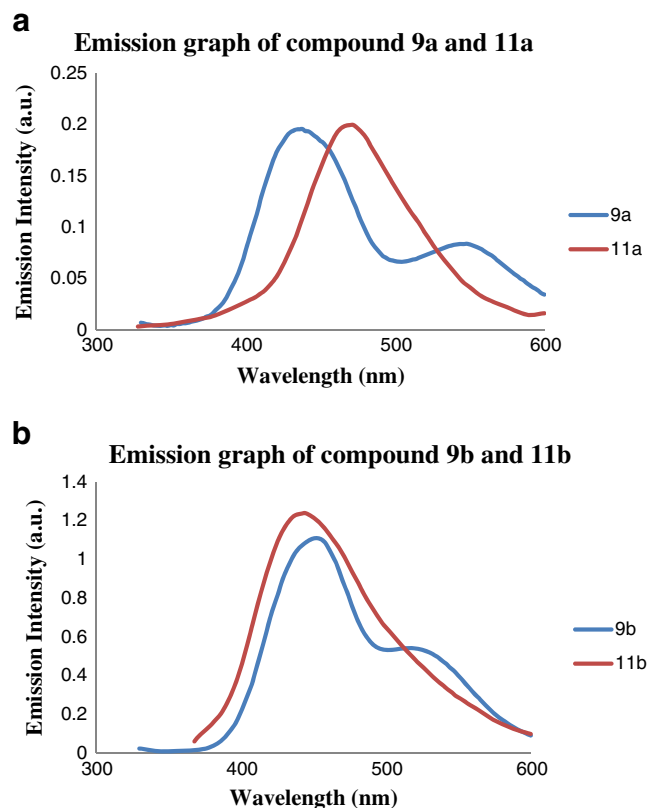 a
Emission graph of compound 9a and 11a
0.25
0.2
0.15
0.1
0.05
0
Emission Intensity (a.u.)
300 400 500 600
Wavelength (nm)
9a
11a
b
Emission graph of compound 9b and 11b
1.4
1.2
1
0.8
0.6
0.4
0.2
0
Emission Intensity (a.u.)
300 400 500 600
Wavelength (nm)
9b
11b